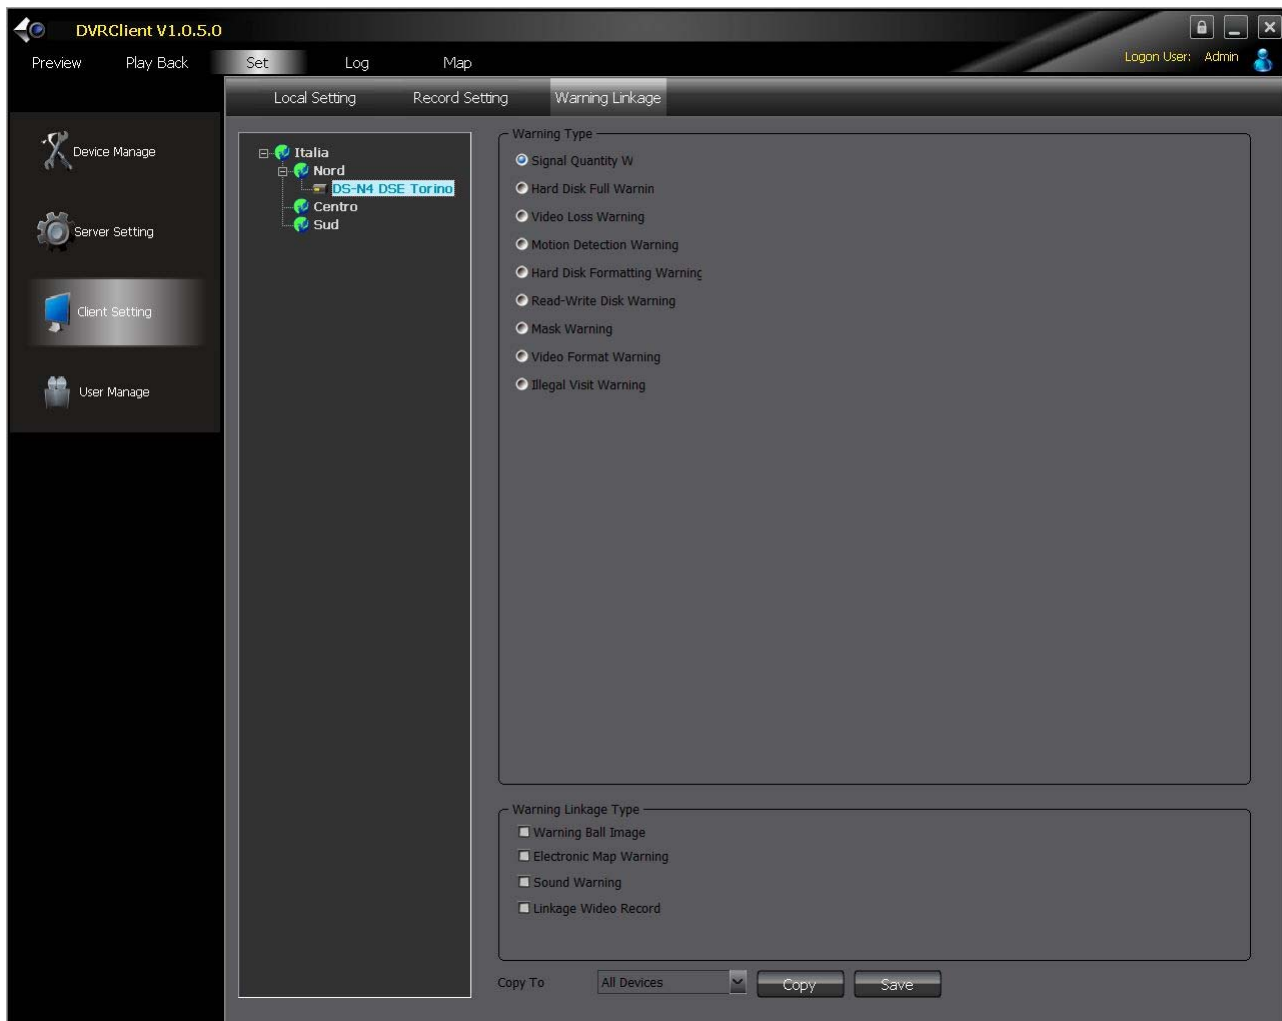 DVRClient V1.0.5.0
Preview Play Back Set Log Map
Logon User: Admin
Local Setting Record Setting Warning Linkage
Device Manage
Server Setting
Client Setting
User Manage
Italia
Nord
DS-N4 DSE Torino
Centro
Sud
Warning Type
Signal Quantity W
Hard Disk Full Warnin
Video Loss Warning
Motion Detection Warning
Hard Disk Formatting Warning
Read-Write Disk Warning
Mask Warning
Video Format Warning
Illegal Visit Warning
Warning Linkage Type
Warning Ball Image
Electronic Map Warning
Sound Warning
Linkage Wideo Record
Copy To All Devices Copy Save